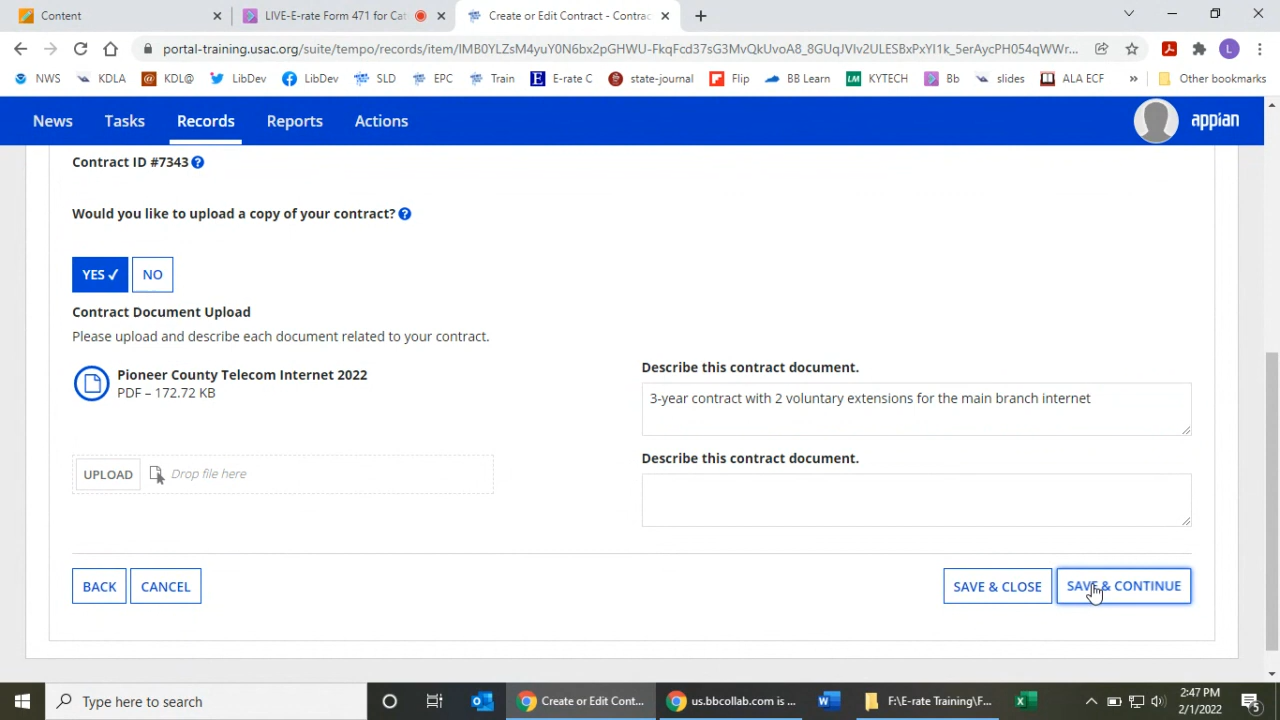 Content
LIVE-E-rate Form 471 for Cat
Create or Edit Contract - Contrac
portal-training.usac.org/suite/tempo/records/item/
NWS
KDLA
KDL@
LibDev
LibDev
SLD
EPC
Train
E-rate C
state-journal
Flip
BB Learn
KYTECH
Bb
slides
ALA ECF
»
Other bookmarks
News
Tasks
Records
Reports
Actions
appian
Contract ID #7343
Would you like to upload a copy of your contract?
YES ✓
NO
Contract Document Upload
Please upload and describe each document related to your contract.
Pioneer County Telecom Internet 2022
PDF – 172.72 KB
Describe this contract document.
3-year contract with 2 voluntary extensions for the main branch internet
UPLOAD
Drop file here
Describe this contract document.
BACK
CANCEL
SAVE & CLOSE
SAVE & CONTINUE
Type here to search
Create or Edit Cont...
us.bbcollab.com is ...
F:\E-rate Training\F...
2:47 PM
2/1/2022
5